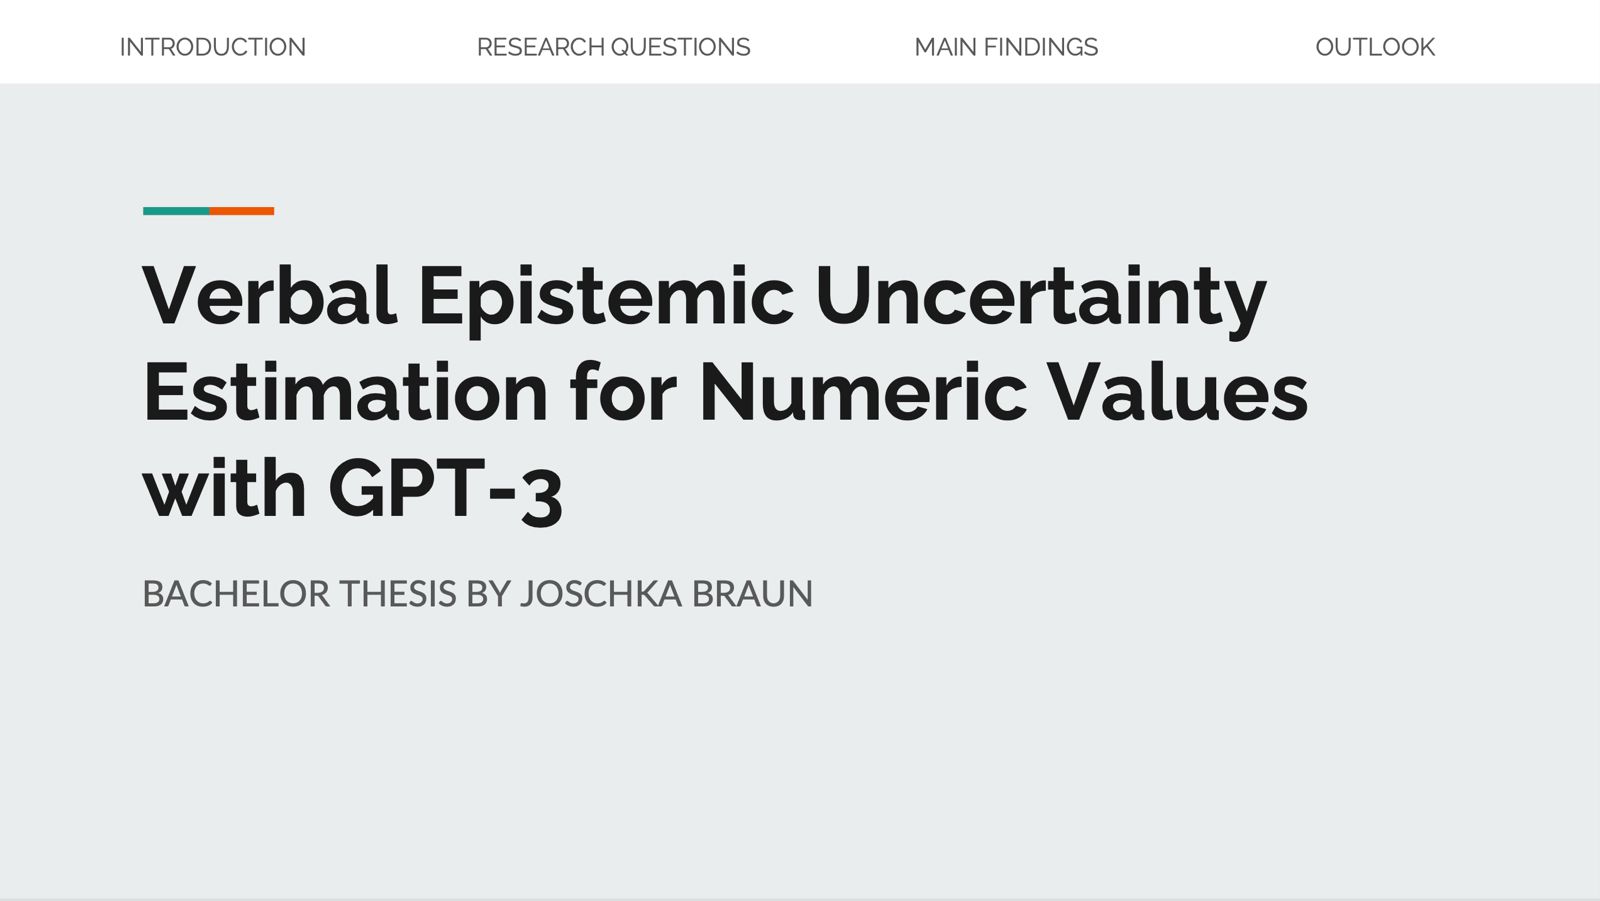 INTRODUCTION
RESEARCH QUESTIONS
MAIN FINDINGS
OUTLOOK
Verbal Epistemic Uncertainty
Estimation for Numeric Values
with GPT-3
BACHELOR THESIS BY JOSCHKA BRAUN